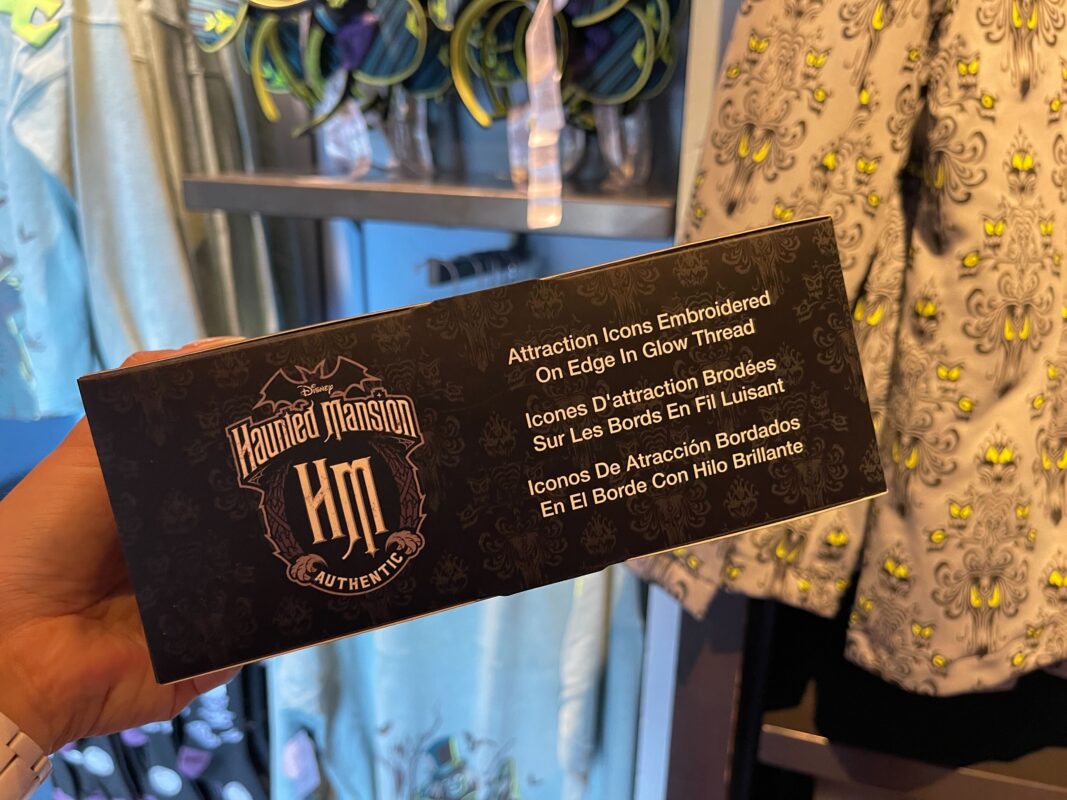 Disney
Haunted Mansion
HM
AUTHENTIC
Attraction Icons Embroidered
On Edge In Glow Thread
Icones D'attraction Brodées
Sur Les Bords En Fil Luisant
Iconos De Atracción Bordados
En El Borde Con Hilo Brillante